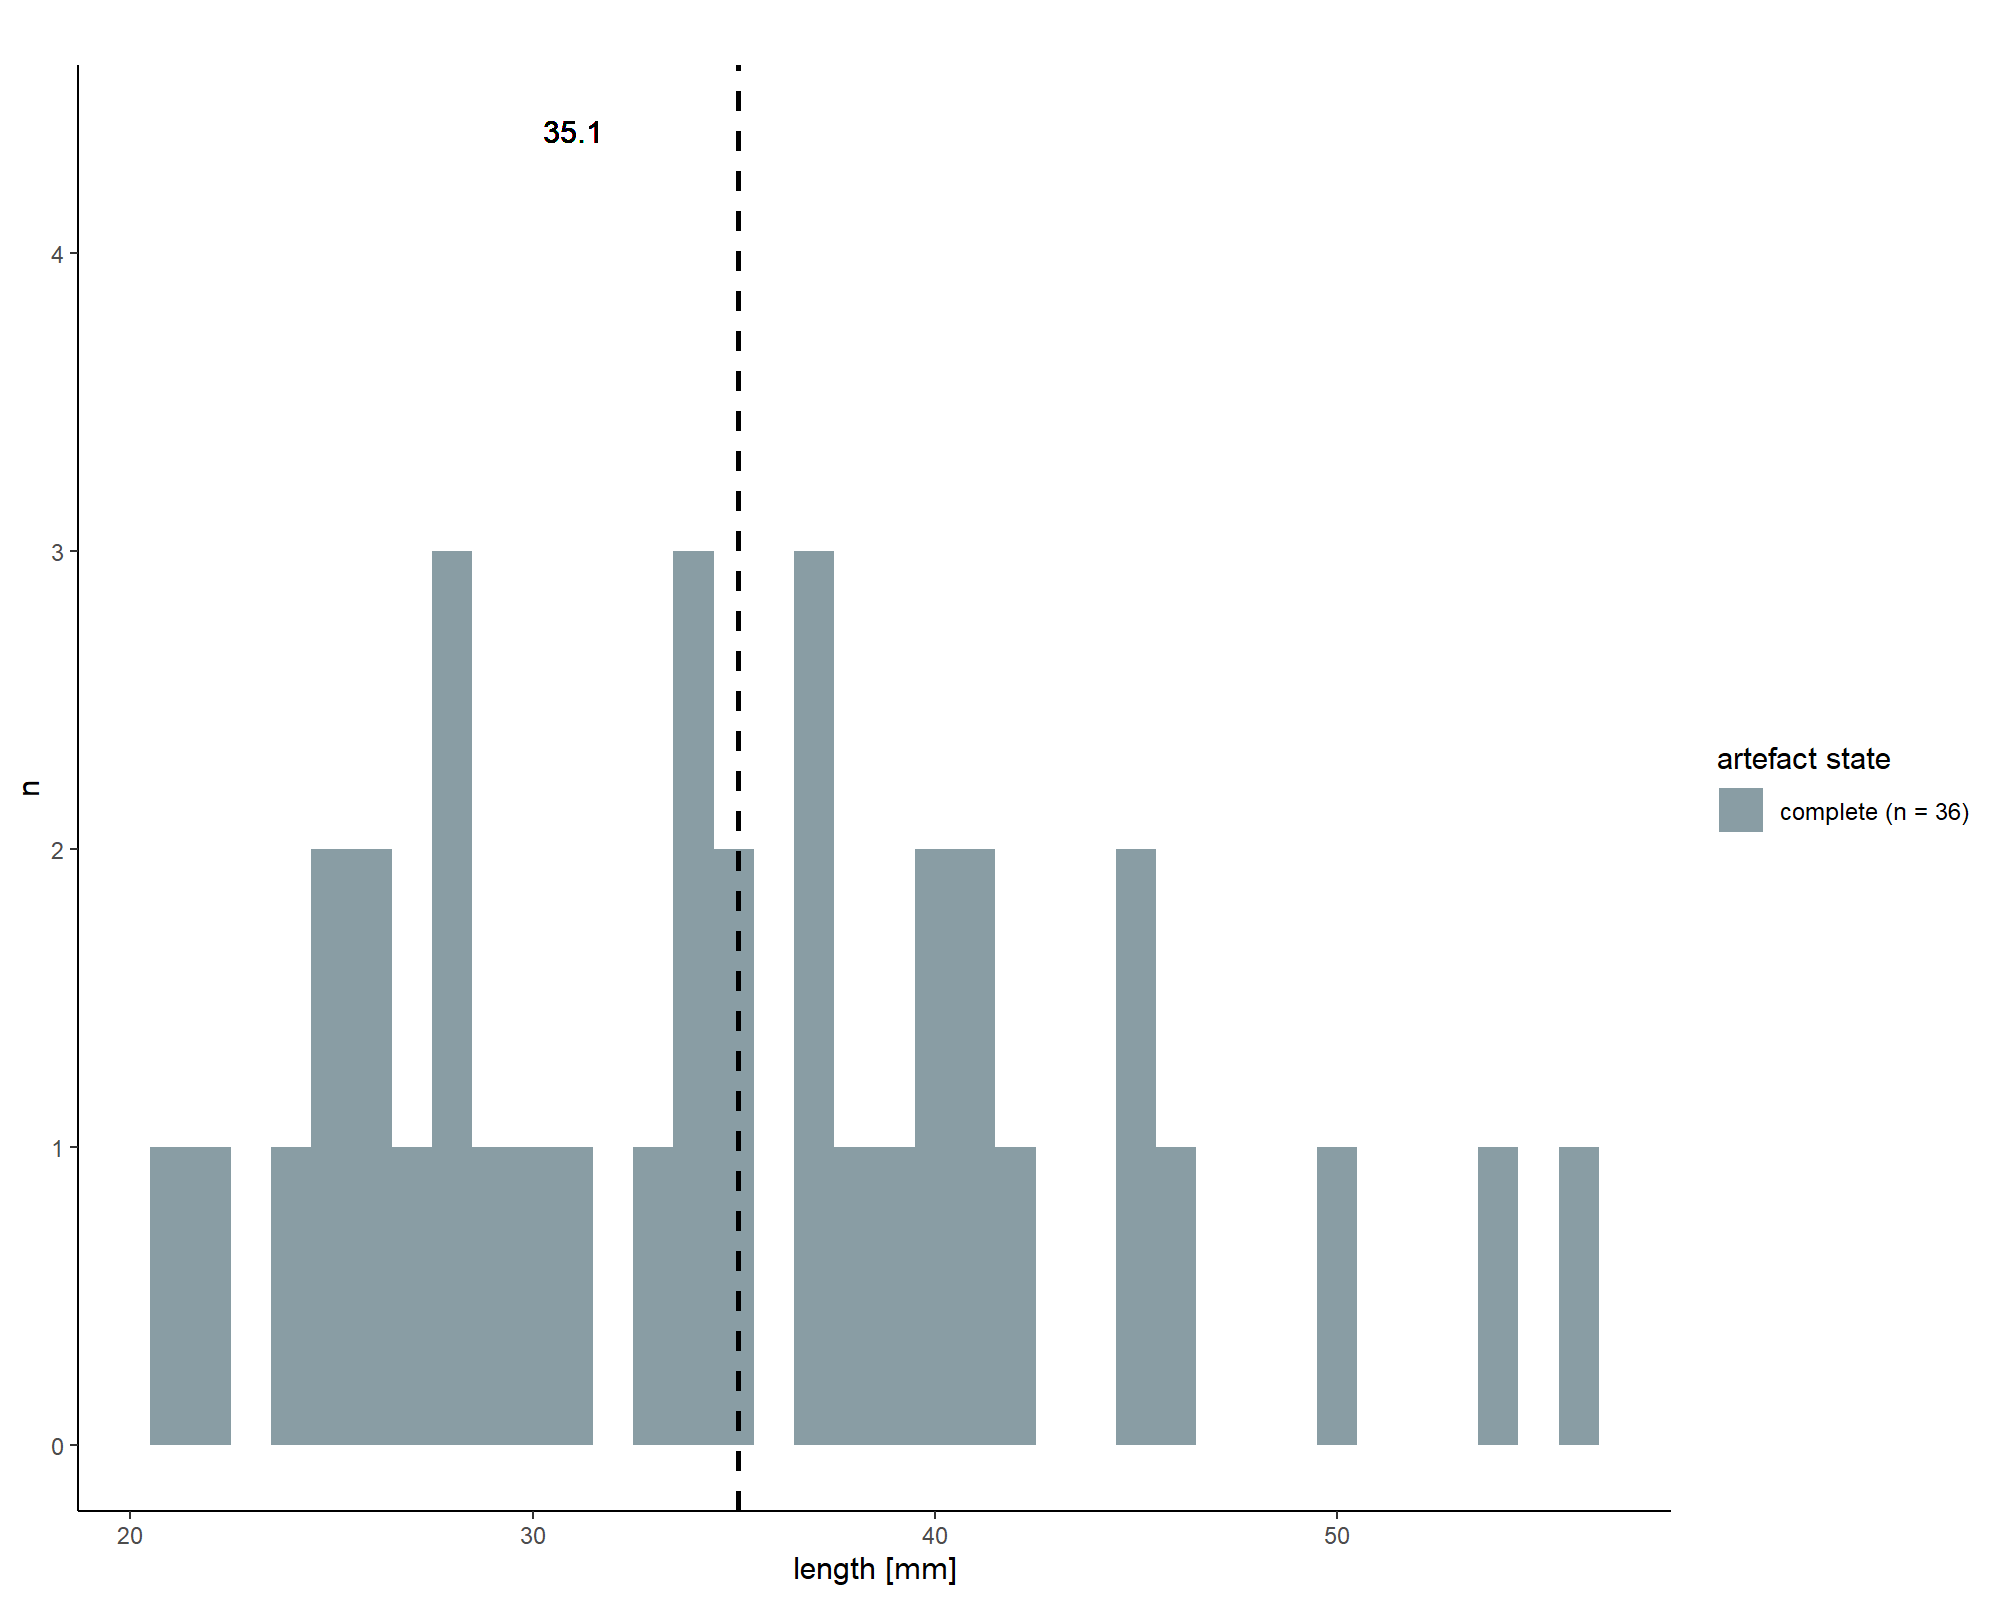 35.1
4
3
2
1
0
n
20 30 40 50
length [mm]
artefact state
complete (n = 36)